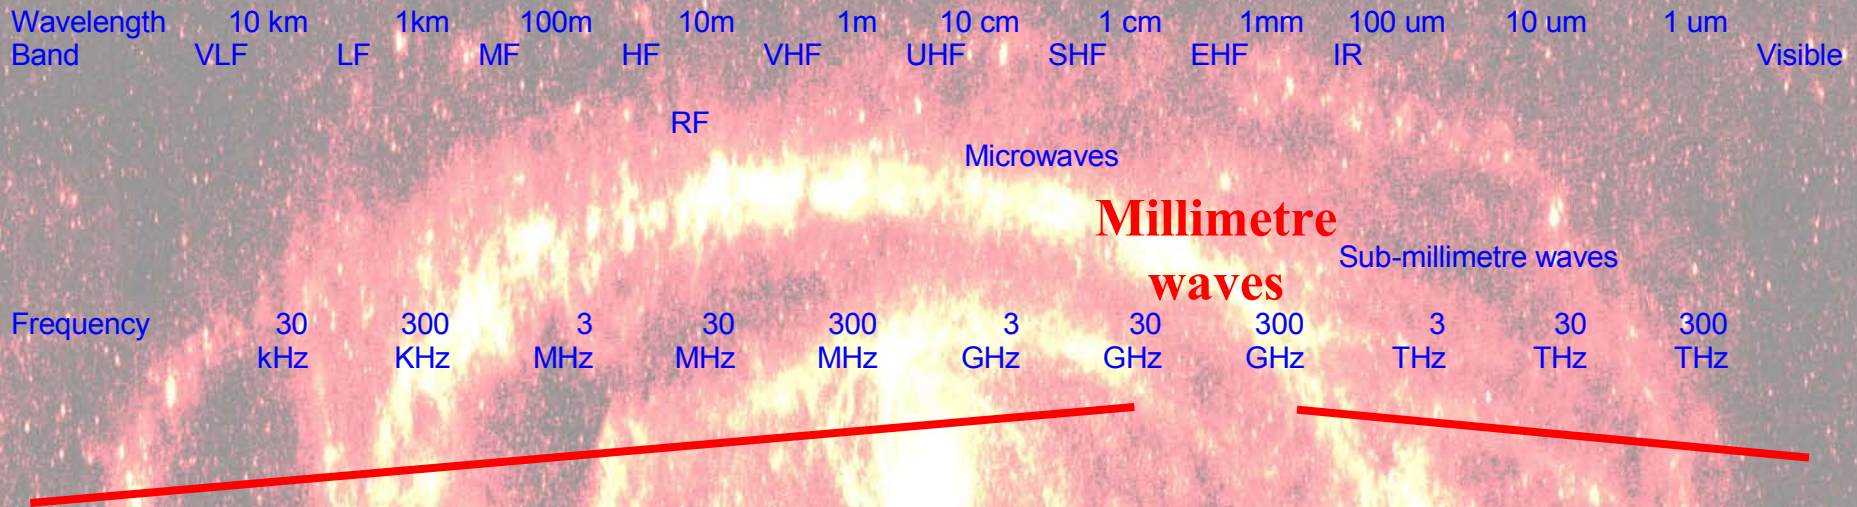 Wavelength 10 km 1km 100m 10m 1m 10 cm 1 cm 1mm 100 um 10 um 1 um
Band VLF LF MF HF VHF UHF SHF EHF IR Visible
RF
Microwaves
Millimetre
waves
Sub-millimetre waves
Frequency 30 300 3 30 300 3 30 300 3 30 300
kHz KHz MHz MHz MHz GHz GHz GHz THz THz THz